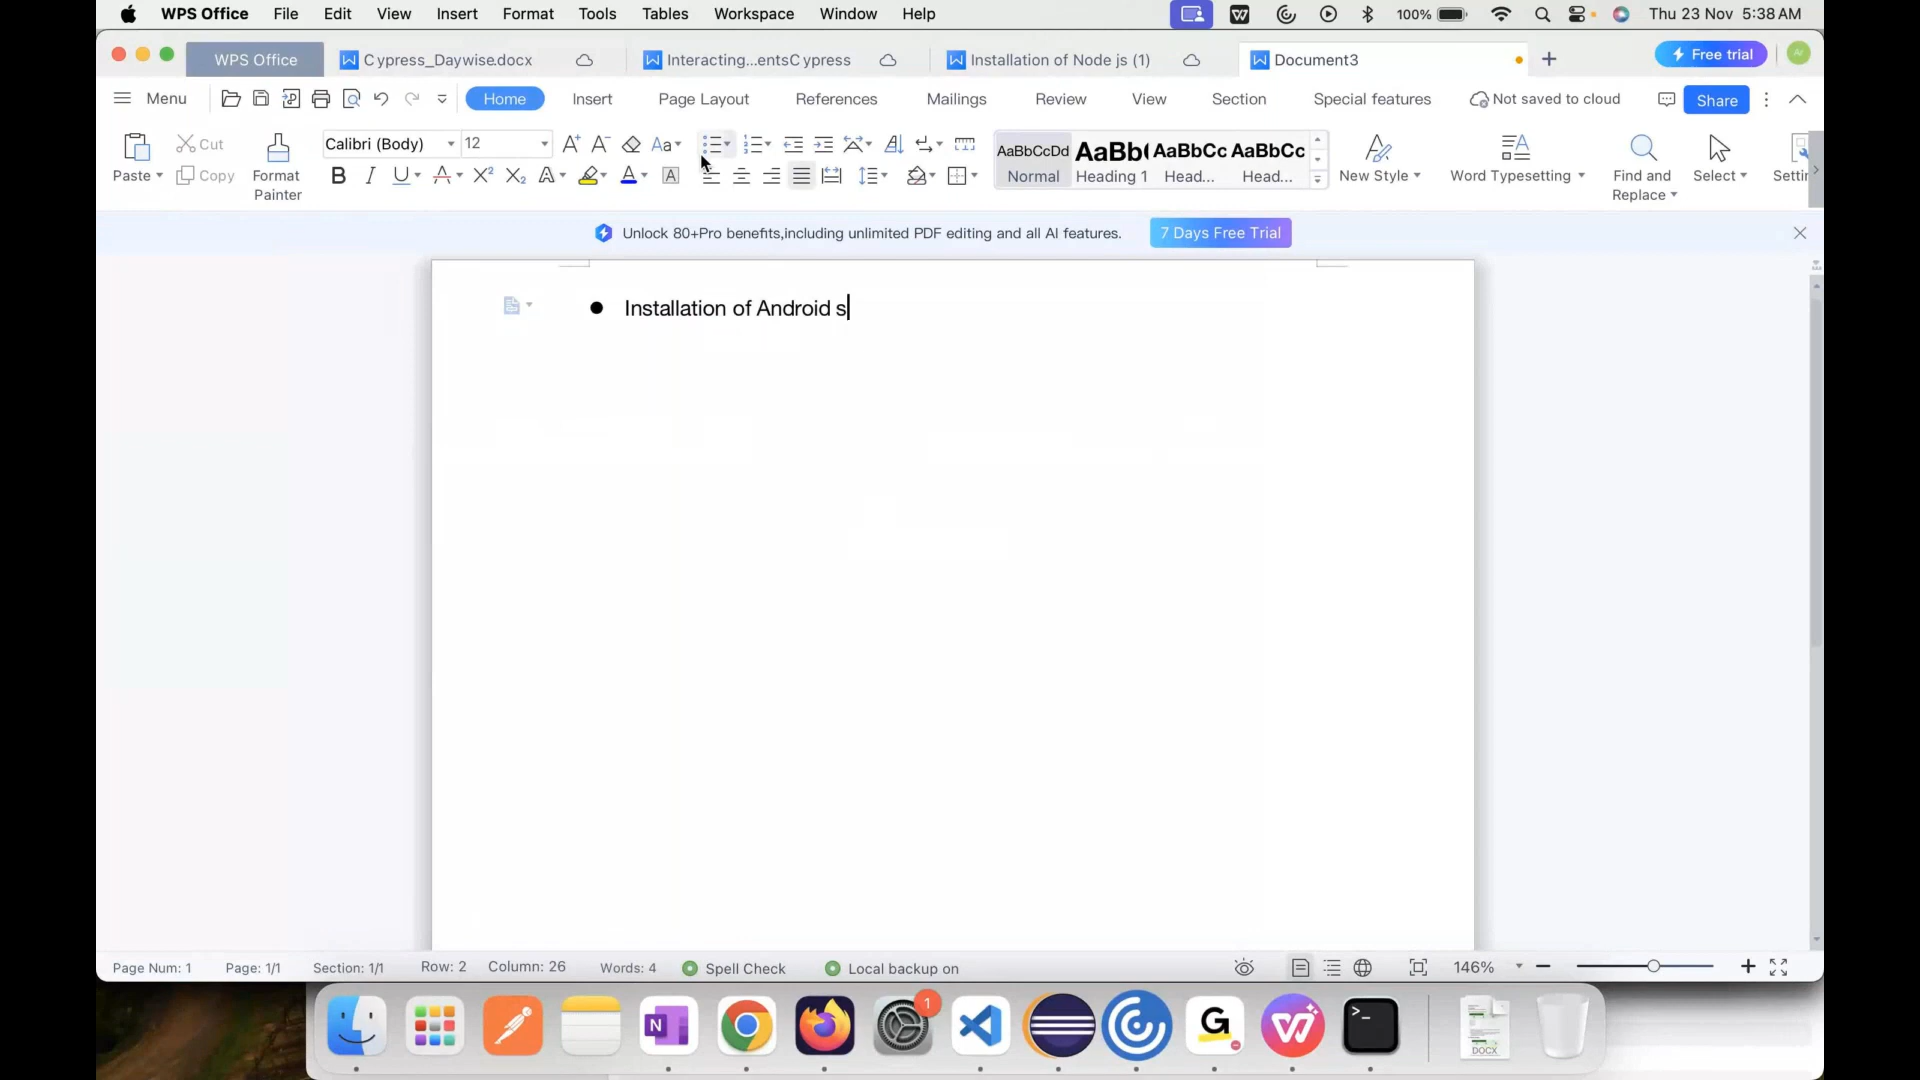 WPS Office File Edit View Insert Format Tools Tables Workspace Window Help 100% Thu 23 Nov 5:38 AM
WPS Office Cypress_Daywise.docx Interacting...entsCypress Installation of Node js (1) Document3 Free trial
Menu Home Insert Page Layout References Mailings Review View Section Special features Not saved to cloud Share
Calibri (Body) 12 Cut AaBbCcDd AaBb( AaBbCc AaBbCc
Paste Copy Format Painter Normal Heading 1 Head... Head... New Style Word Typesetting Find and Replace Select Settin
Unlock 80+Pro benefits,including unlimited PDF editing and all AI features. 7 Days Free Trial
● Installation of Android s
Page Num: 1 Page: 1/1 Section: 1/1 Row: 2 Column: 26 Words: 4 Spell Check Local backup on 146%
1
DOCX